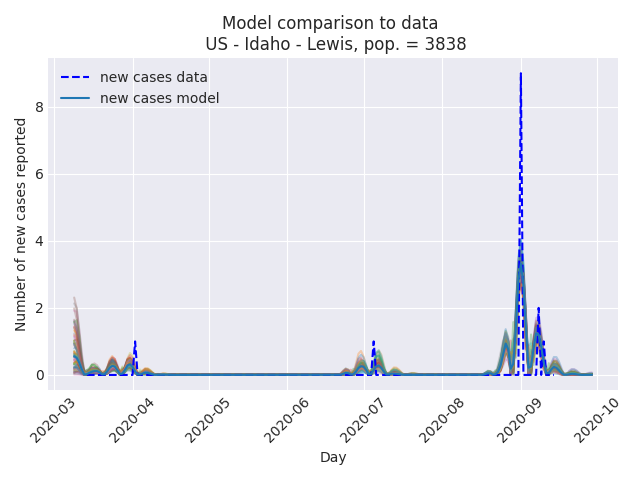 Model comparison to data
US - Idaho - Lewis, pop. = 3838
new cases data
new cases model
Number of new cases reported
8
6
4
2
0
2020-03
2020-04
2020-05
2020-06
2020-07
2020-08
2020-09
2020-10
Day